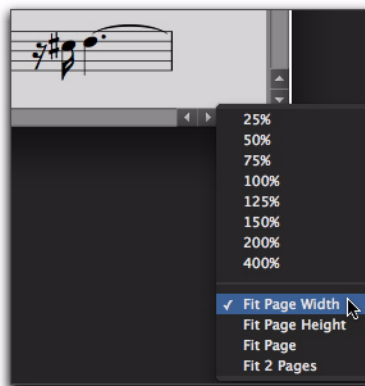 25%
50%
75%
100%
125%
150%
200%
400%
Fit Page Width
Fit Page Height
Fit Page
Fit 2 Pages